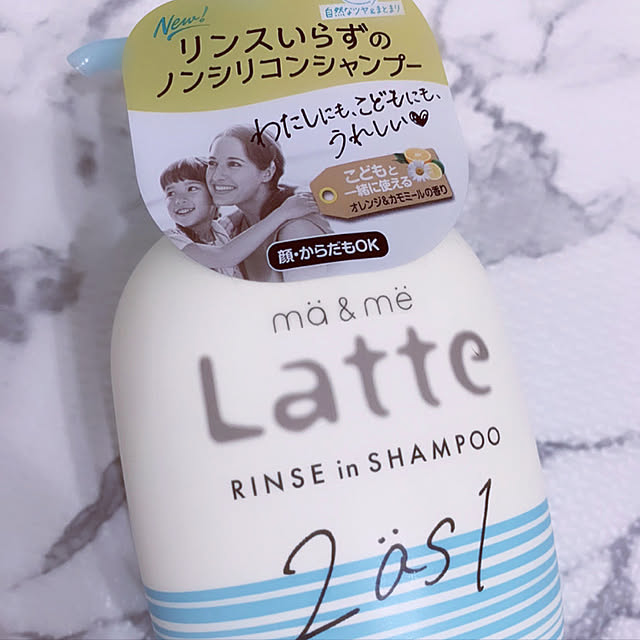 自然なツヤ&まとまり
New!
リンスいらずの
ノンシリコンシャンプー
わたしにも、こどもにも、
うれしい♥
こどもと
一緒に使える
オレンジ&カモミールの香り
顔・からだもOK
mä & më
Latte
RINSE in SHAMPOO
2äs1